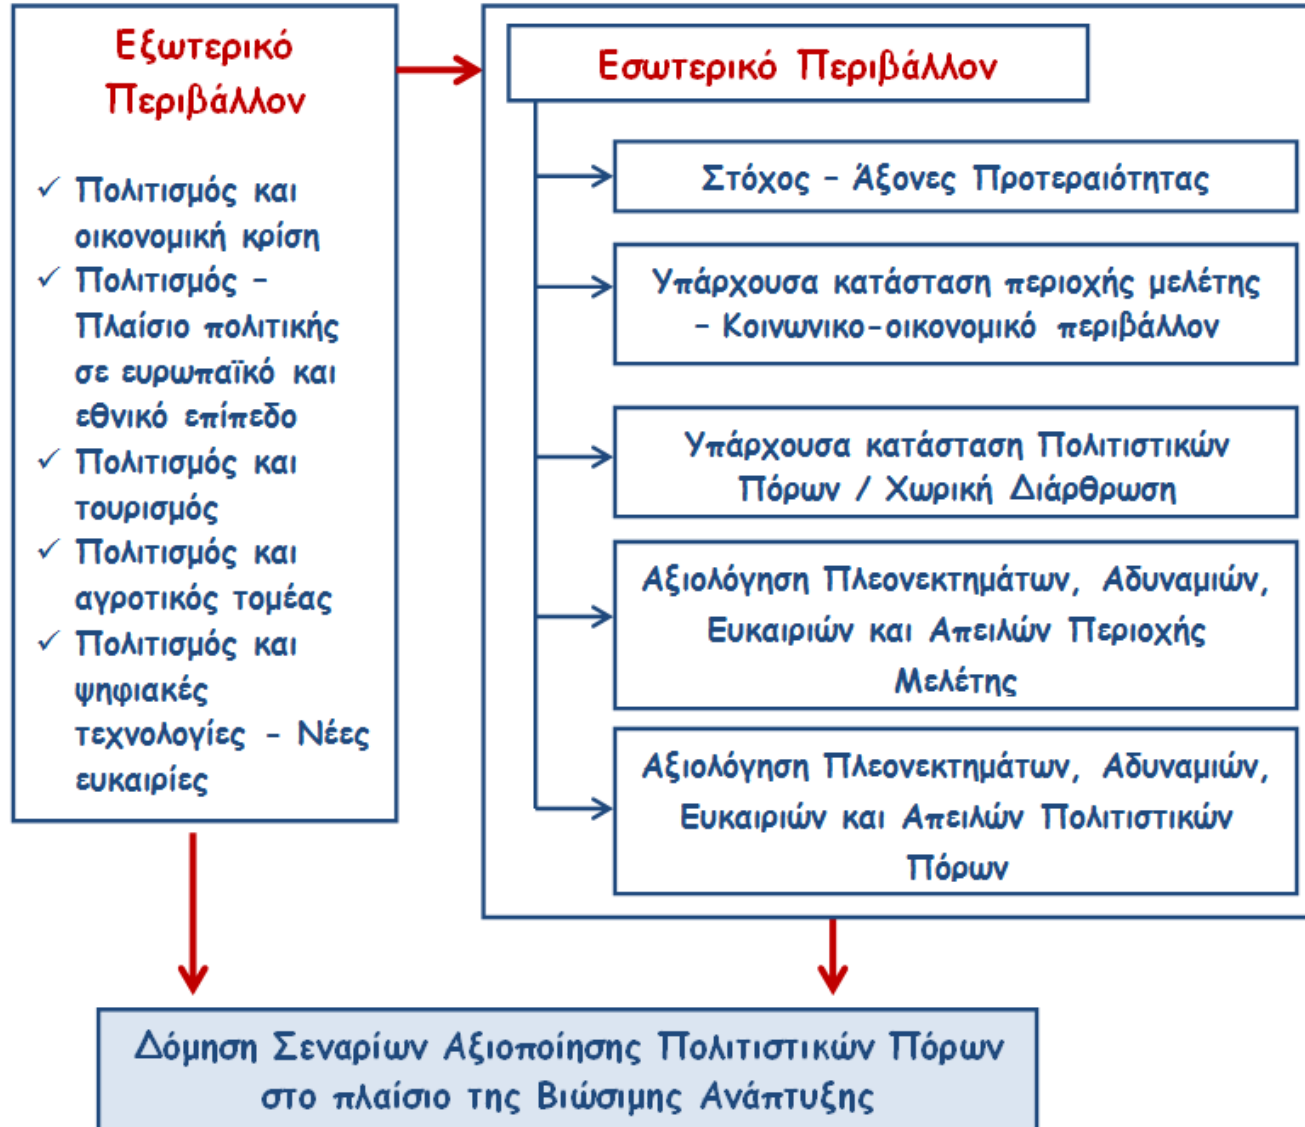 Εξωτερικό
Περιβάλλον
✓ Πολιτισμός και
οικονομική κρίση
✓ Πολιτισμός –
Πλαίσιο πολιτικής
σε ευρωπαϊκό και
εθνικό επίπεδο
✓ Πολιτισμός και
τουρισμός
✓ Πολιτισμός και
αγροτικός τομέας
✓ Πολιτισμός και
ψηφιακές
τεχνολογίες – Νέες
ευκαιρίες
Εσωτερικό Περιβάλλον
Στόχος – Άξονες Προτεραιότητας
Υπάρχουσα κατάσταση περιοχής μελέτης
– Κοινωνικο-οικονομικό περιβάλλον
Υπάρχουσα κατάσταση Πολιτιστικών
Πόρων / Χωρική Διάρθρωση
Αξιολόγηση Πλεονεκτημάτων, Αδυναμιών,
Ευκαιριών και Απειλών Περιοχής
Μελέτης
Αξιολόγηση Πλεονεκτημάτων, Αδυναμιών,
Ευκαιριών και Απειλών Πολιτιστικών
Πόρων
Δόμηση Σεναρίων Αξιοποίησης Πολιτιστικών Πόρων
στο πλαίσιο της Βιώσιμης Ανάπτυξης